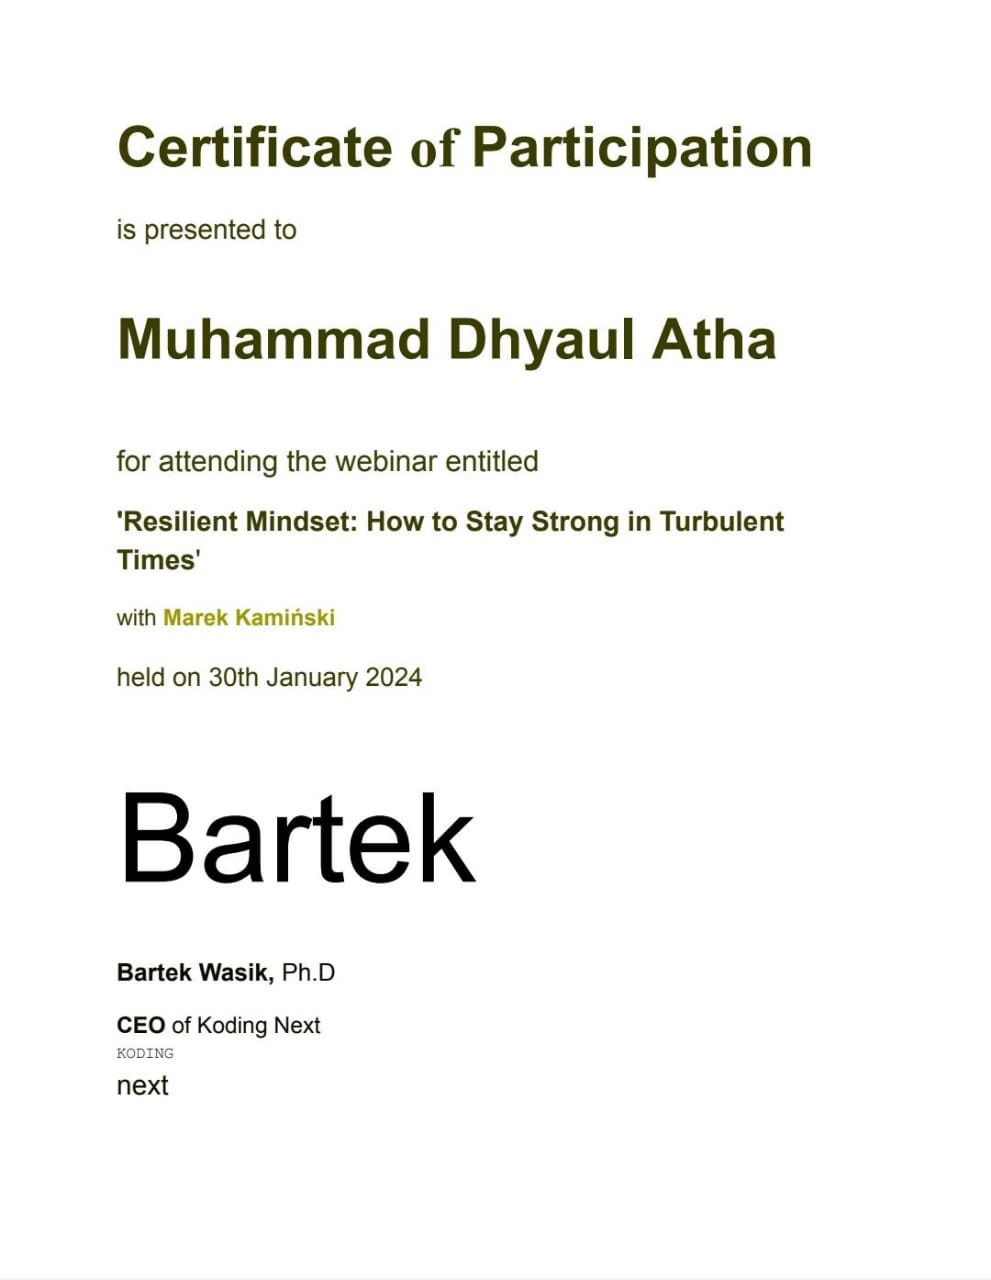 Certificate of Participation
is presented to
Muhammad Dhyaul Atha
for attending the webinar entitled
'Resilient Mindset: How to Stay Strong in Turbulent
Times'
with Marek Kamiński
held on 30th January 2024
Bartek
Bartek Wasik, Ph.D
CEO of Koding Next
KODING
next